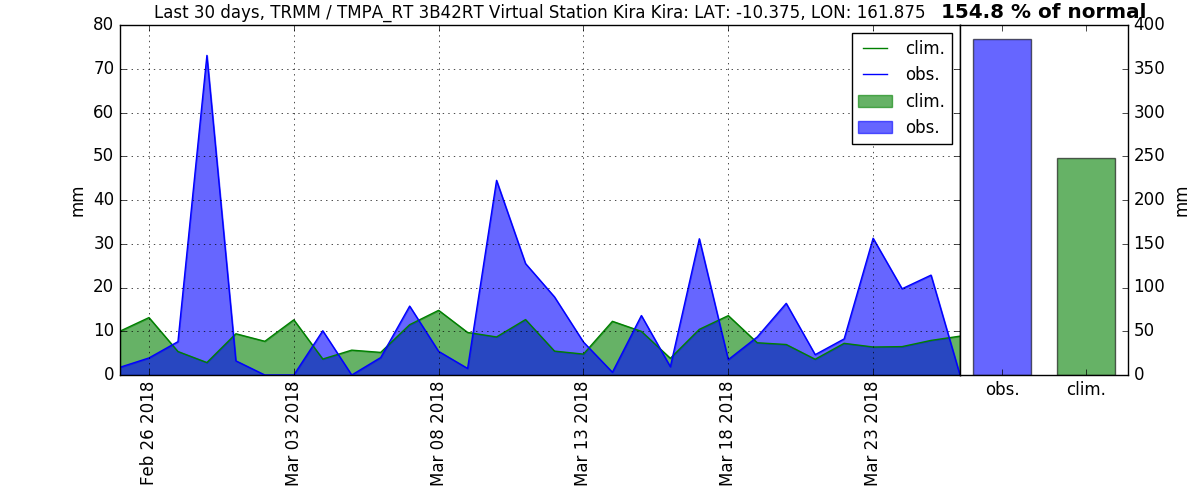 Last 30 days, TRMM / TMPA_RT 3B42RT Virtual Station Kira Kira: LAT: -10.375, LON: 161.875 154.8 % of normal
80
70
60
50
40
30
20
10
0
mm
clim.
obs.
clim.
obs.
400
350
300
250
200
150
100
50
0
mm
obs. clim.
Feb 26 2018
Mar 03 2018
Mar 08 2018
Mar 13 2018
Mar 18 2018
Mar 23 2018